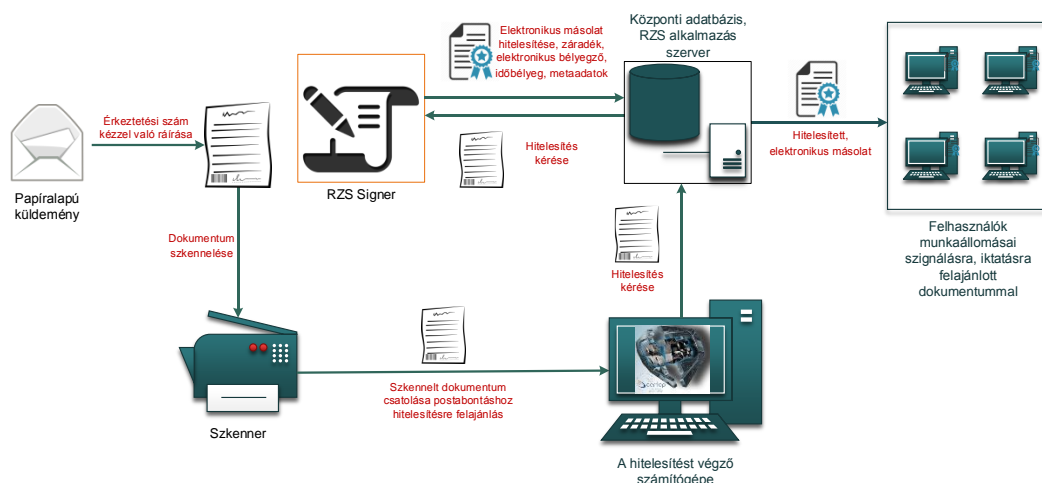 Központi adatbázis,
RZS alkalmazás
szerver
Elektronikus másolat
hitelesítése, záradék,
elektronikus bélyegző,
időbélyeg, metaadatok
Érkeztetési szám
kézzel való ráírása
Hitelesítés
kérése
Hitelesített,
elektronikus másolat
Papíralapú
küldemény
RZS Signer
Felhasználók
munkaállomásai
szignálásra, iktatásra
felajánlott
dokumentummal
Dokumentum
szkennelése
Hitelesítés
kérése
Szkennelt dokumentum
csatolása postabontáshoz
hitelesítésre felajánlás
Szkenner
A hitelesítést végző
számítógépe